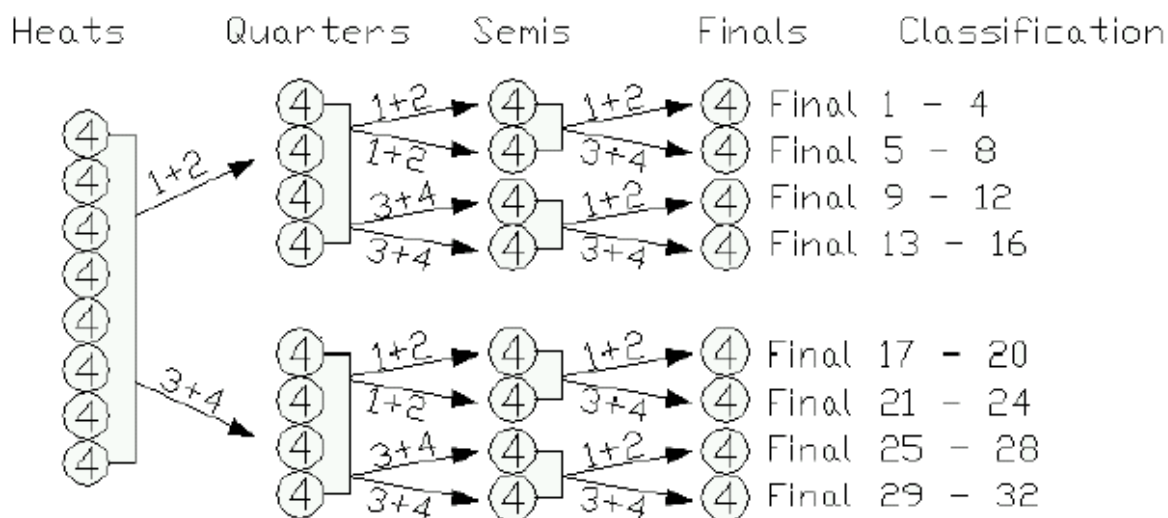 Heats Quarters Semis Finals Classification
4 4 1+2 4 1+2 4 Final 1 - 4
4 1+2 4 1+2 4 3+4 4 Final 5 - 8
4 4 3+4 4 1+2 4 Final 9 - 12
4 4 3+4 4 3+4 4 Final 13 - 16
4
4 4 1+2 4 1+2 4 Final 17 - 20
4 3+4 4 1+2 4 3+4 4 Final 21 - 24
4 4 3+4 4 1+2 4 Final 25 - 28
4 3+4 4 3+4 4 Final 29 - 32